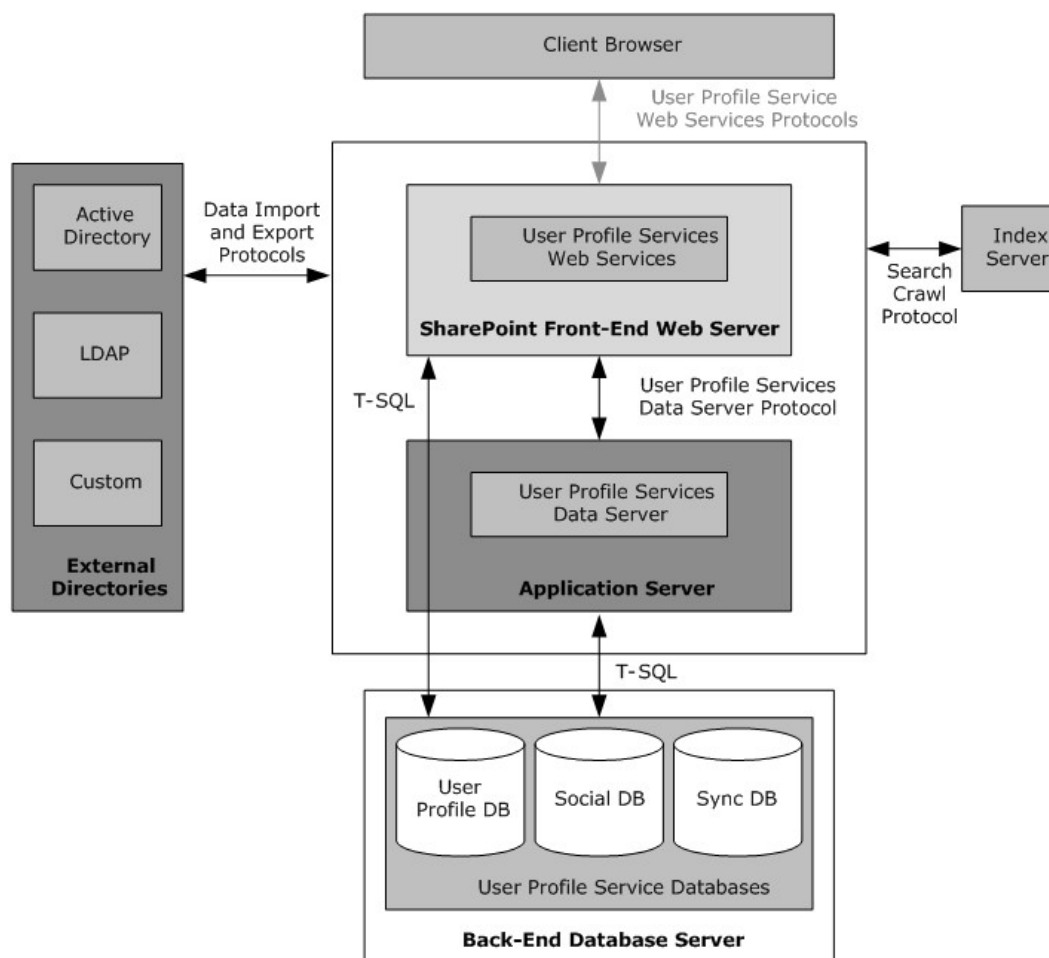 Client Browser
User Profile Service
Web Services Protocols
Active
Directory
LDAP
Custom
External
Directories
Data Import
and Export
Protocols
User Profile Services
Web Services
SharePoint Front-End Web Server
Index
Server
Search
Crawl
Protocol
T-SQL
User Profile Services
Data Server Protocol
User Profile Services
Data Server
Application Server
T-SQL
User
Profile DB
Social DB
Sync DB
User Profile Service Databases
Back-End Database Server